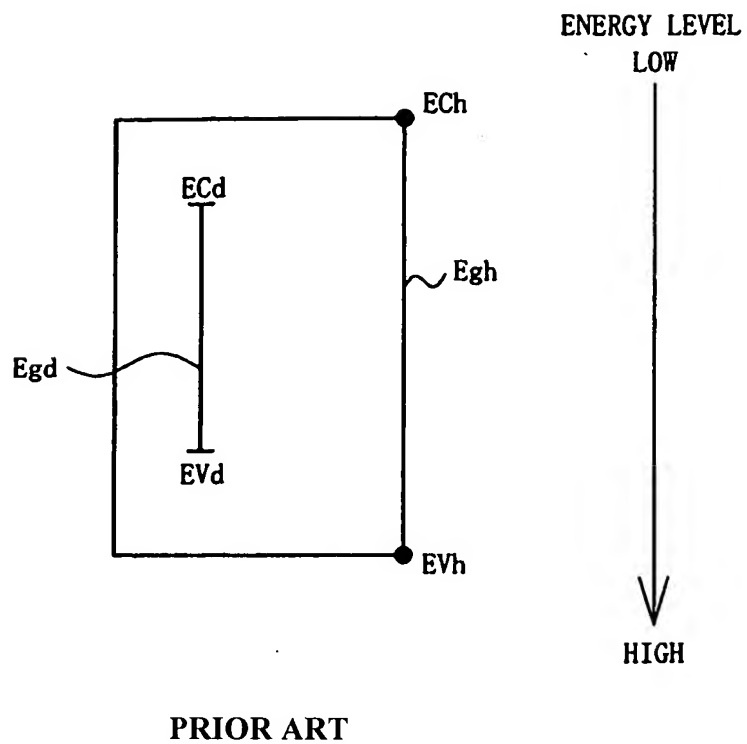 ENERGY LEVEL
LOW
ECh
ECd
Egh
Egd
EVd
EVh
HIGH
PRIOR ART